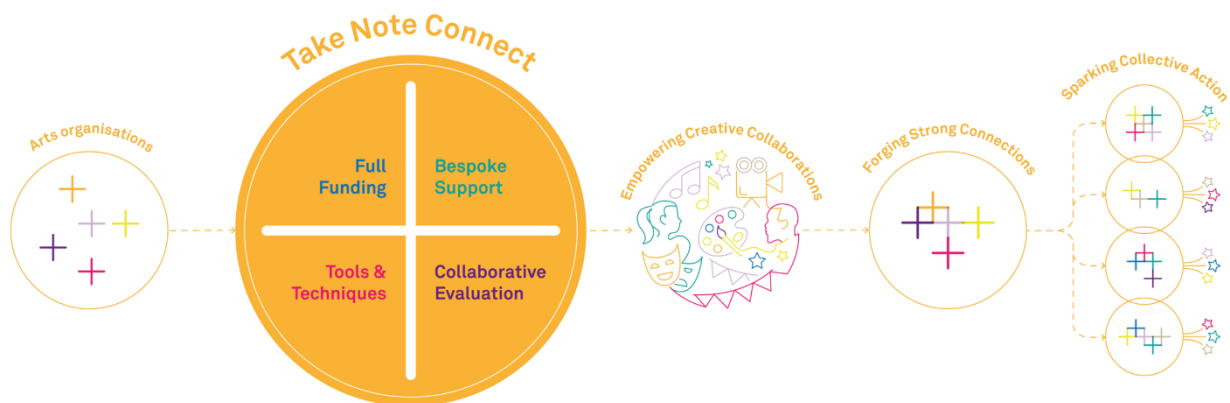 Take Note Connect
Arts organisations
Full
Funding
Bespoke
Support
Tools &
Techniques
Collaborative
Evaluation
Empowering Creative Collaborations
Forging Strong Connections
Sparking Collective Action